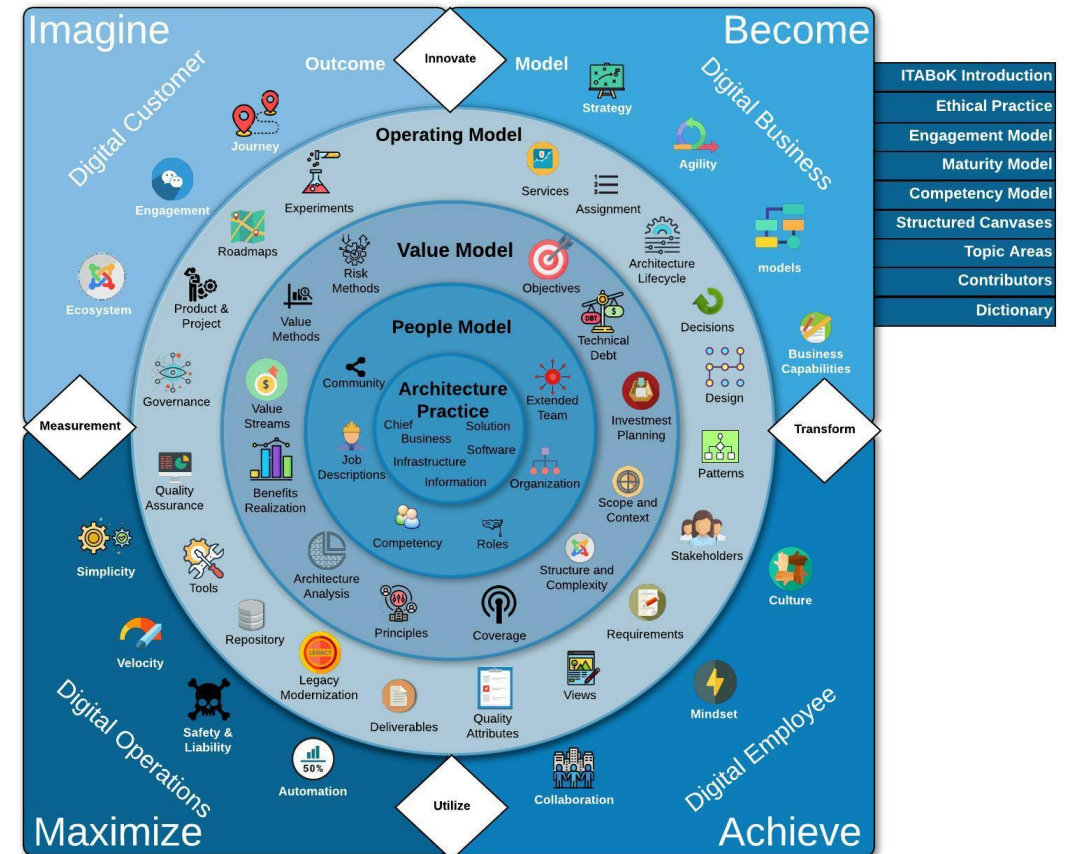 Imagine
Become
Digital Customer
Outcome
Innovate
Model
Digital Business
Strategy
Journey
Agility
Engagement
models
Ecosystem
Business
Capabilities
ITABoK Introduction
Ethical Practice
Engagement Model
Maturity Model
Competency Model
Structured Canvases
Topic Areas
Contributors
Dictionary
Operating Model
Experiments
Services
1
2
3
Assignment
Roadmaps
Architecture
Lifecycle
Product &
Project
Decisions
Governance
Design
Quality
Assurance
Patterns
Tools
Stakeholders
Repository
Requirements
LEGACY
Legacy
Modernization
Views
Deliverables
Quality
Attributes
Value Model
Risk
Methods
Objectives
Value
Methods
DBT
$
Technical
Debt
$
Value
Streams
Investment
Planning
Benefits
Realization
Scope and
Context
Architecture
Analysis
Structure and
Complexity
Principles
Coverage
People Model
Community
Extended
Team
Job
Descriptions
Organization
Competency
Roles
Architecture
Practice
Chief
Solution
Business
Software
Infrastructure
Information
Measurement
Transform
Simplicity
Culture
Velocity
Mindset
Safety &
Liability
50%
Automation
Utilize
Collaboration
Digital Operations
Digital Employee
Maximize
Achieve